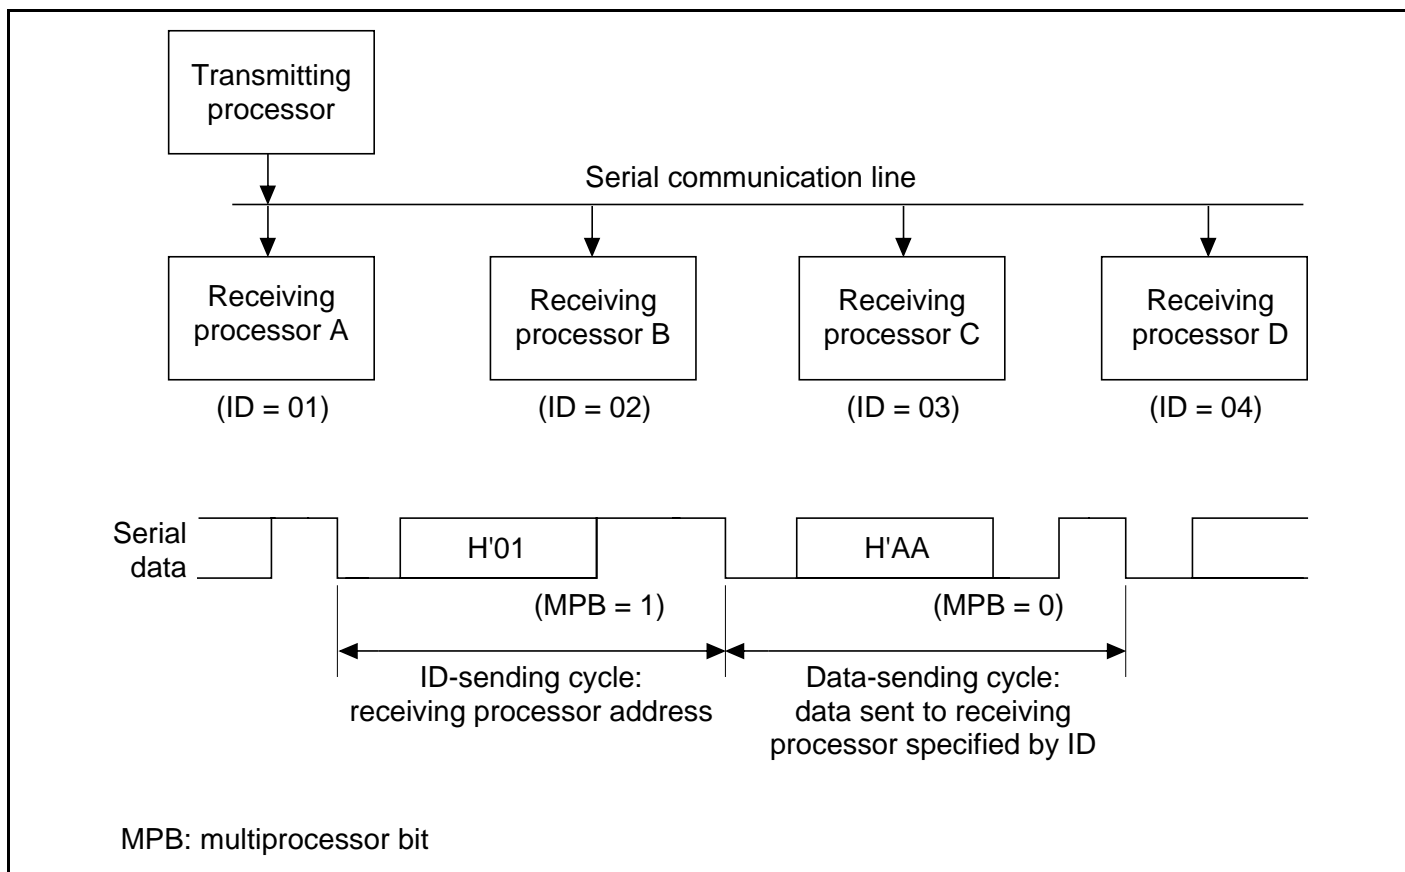 Transmitting
processor
Serial communication line
Receiving
processor A
Receiving
processor B
Receiving
processor C
Receiving
processor D
(ID = 01)
(ID = 02)
(ID = 03)
(ID = 04)
Serial
data
H'01
H'AA
(MPB = 1)
(MPB = 0)
ID-sending cycle:
receiving processor address
Data-sending cycle:
data sent to receiving
processor specified by ID
MPB: multiprocessor bit